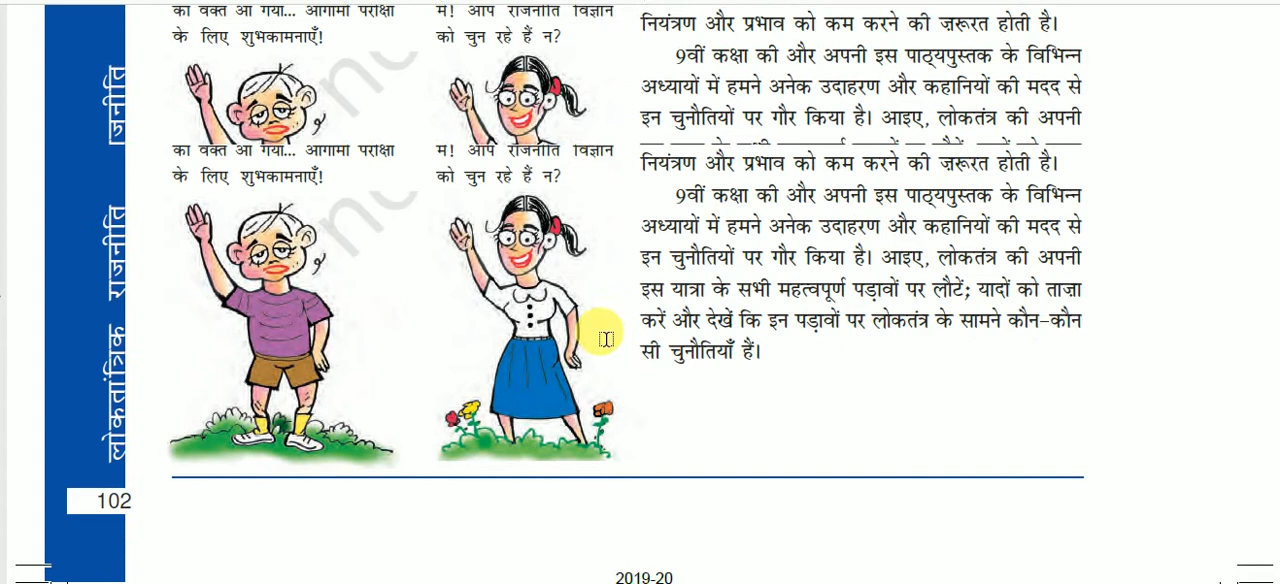 का वक्त आ गया... आगामी परीक्षा
के लिए शुभकामनाएँ!
में! आप राजनीति विज्ञान
को चुन रहे हैं न?
नियंत्रण और प्रभाव को कम करने की ज़रूरत होती है।
9वीं कक्षा की और अपनी इस पाठ्यपुस्तक के विभिन्न
अध्यायों में हमने अनेक उदाहरण और कहानियों की मदद से
इन चुनौतियों पर गौर किया है। आइए, लोकतंत्र की अपनी
का वक्त आ गया... आगामी परीक्षा
के लिए शुभकामनाएँ!
में! आप राजनीति विज्ञान
को चुन रहे हैं न?
नियंत्रण और प्रभाव को कम करने की ज़रूरत होती है।
9वीं कक्षा की और अपनी इस पाठ्यपुस्तक के विभिन्न
अध्यायों में हमने अनेक उदाहरण और कहानियों की मदद से
इन चुनौतियों पर गौर किया है। आइए, लोकतंत्र की अपनी
इस यात्रा के सभी महत्वपूर्ण पड़ावों पर लौटें; यादों को ताज़ा
करें और देखें कि इन पड़ावों पर लोकतंत्र के सामने कौन-कौन
सी चुनौतियाँ हैं।
लोकतांत्रिक राजनीति
102
2019-20